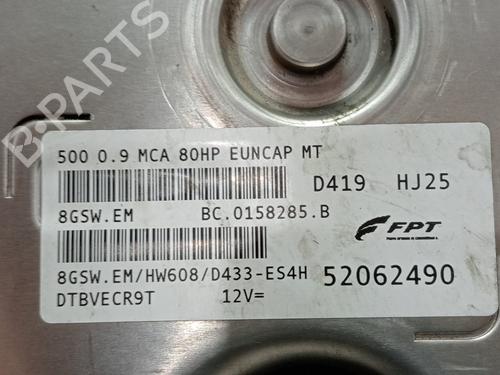 B-PARTS
500 0.9 MCA 80HP EUNCAP MT
D419 HJ25
8GSW.EM BC.0158285.B
FPT
8GSW.EM/HW608/D433-ES4H 52062490
DTBVECR9T 12V=